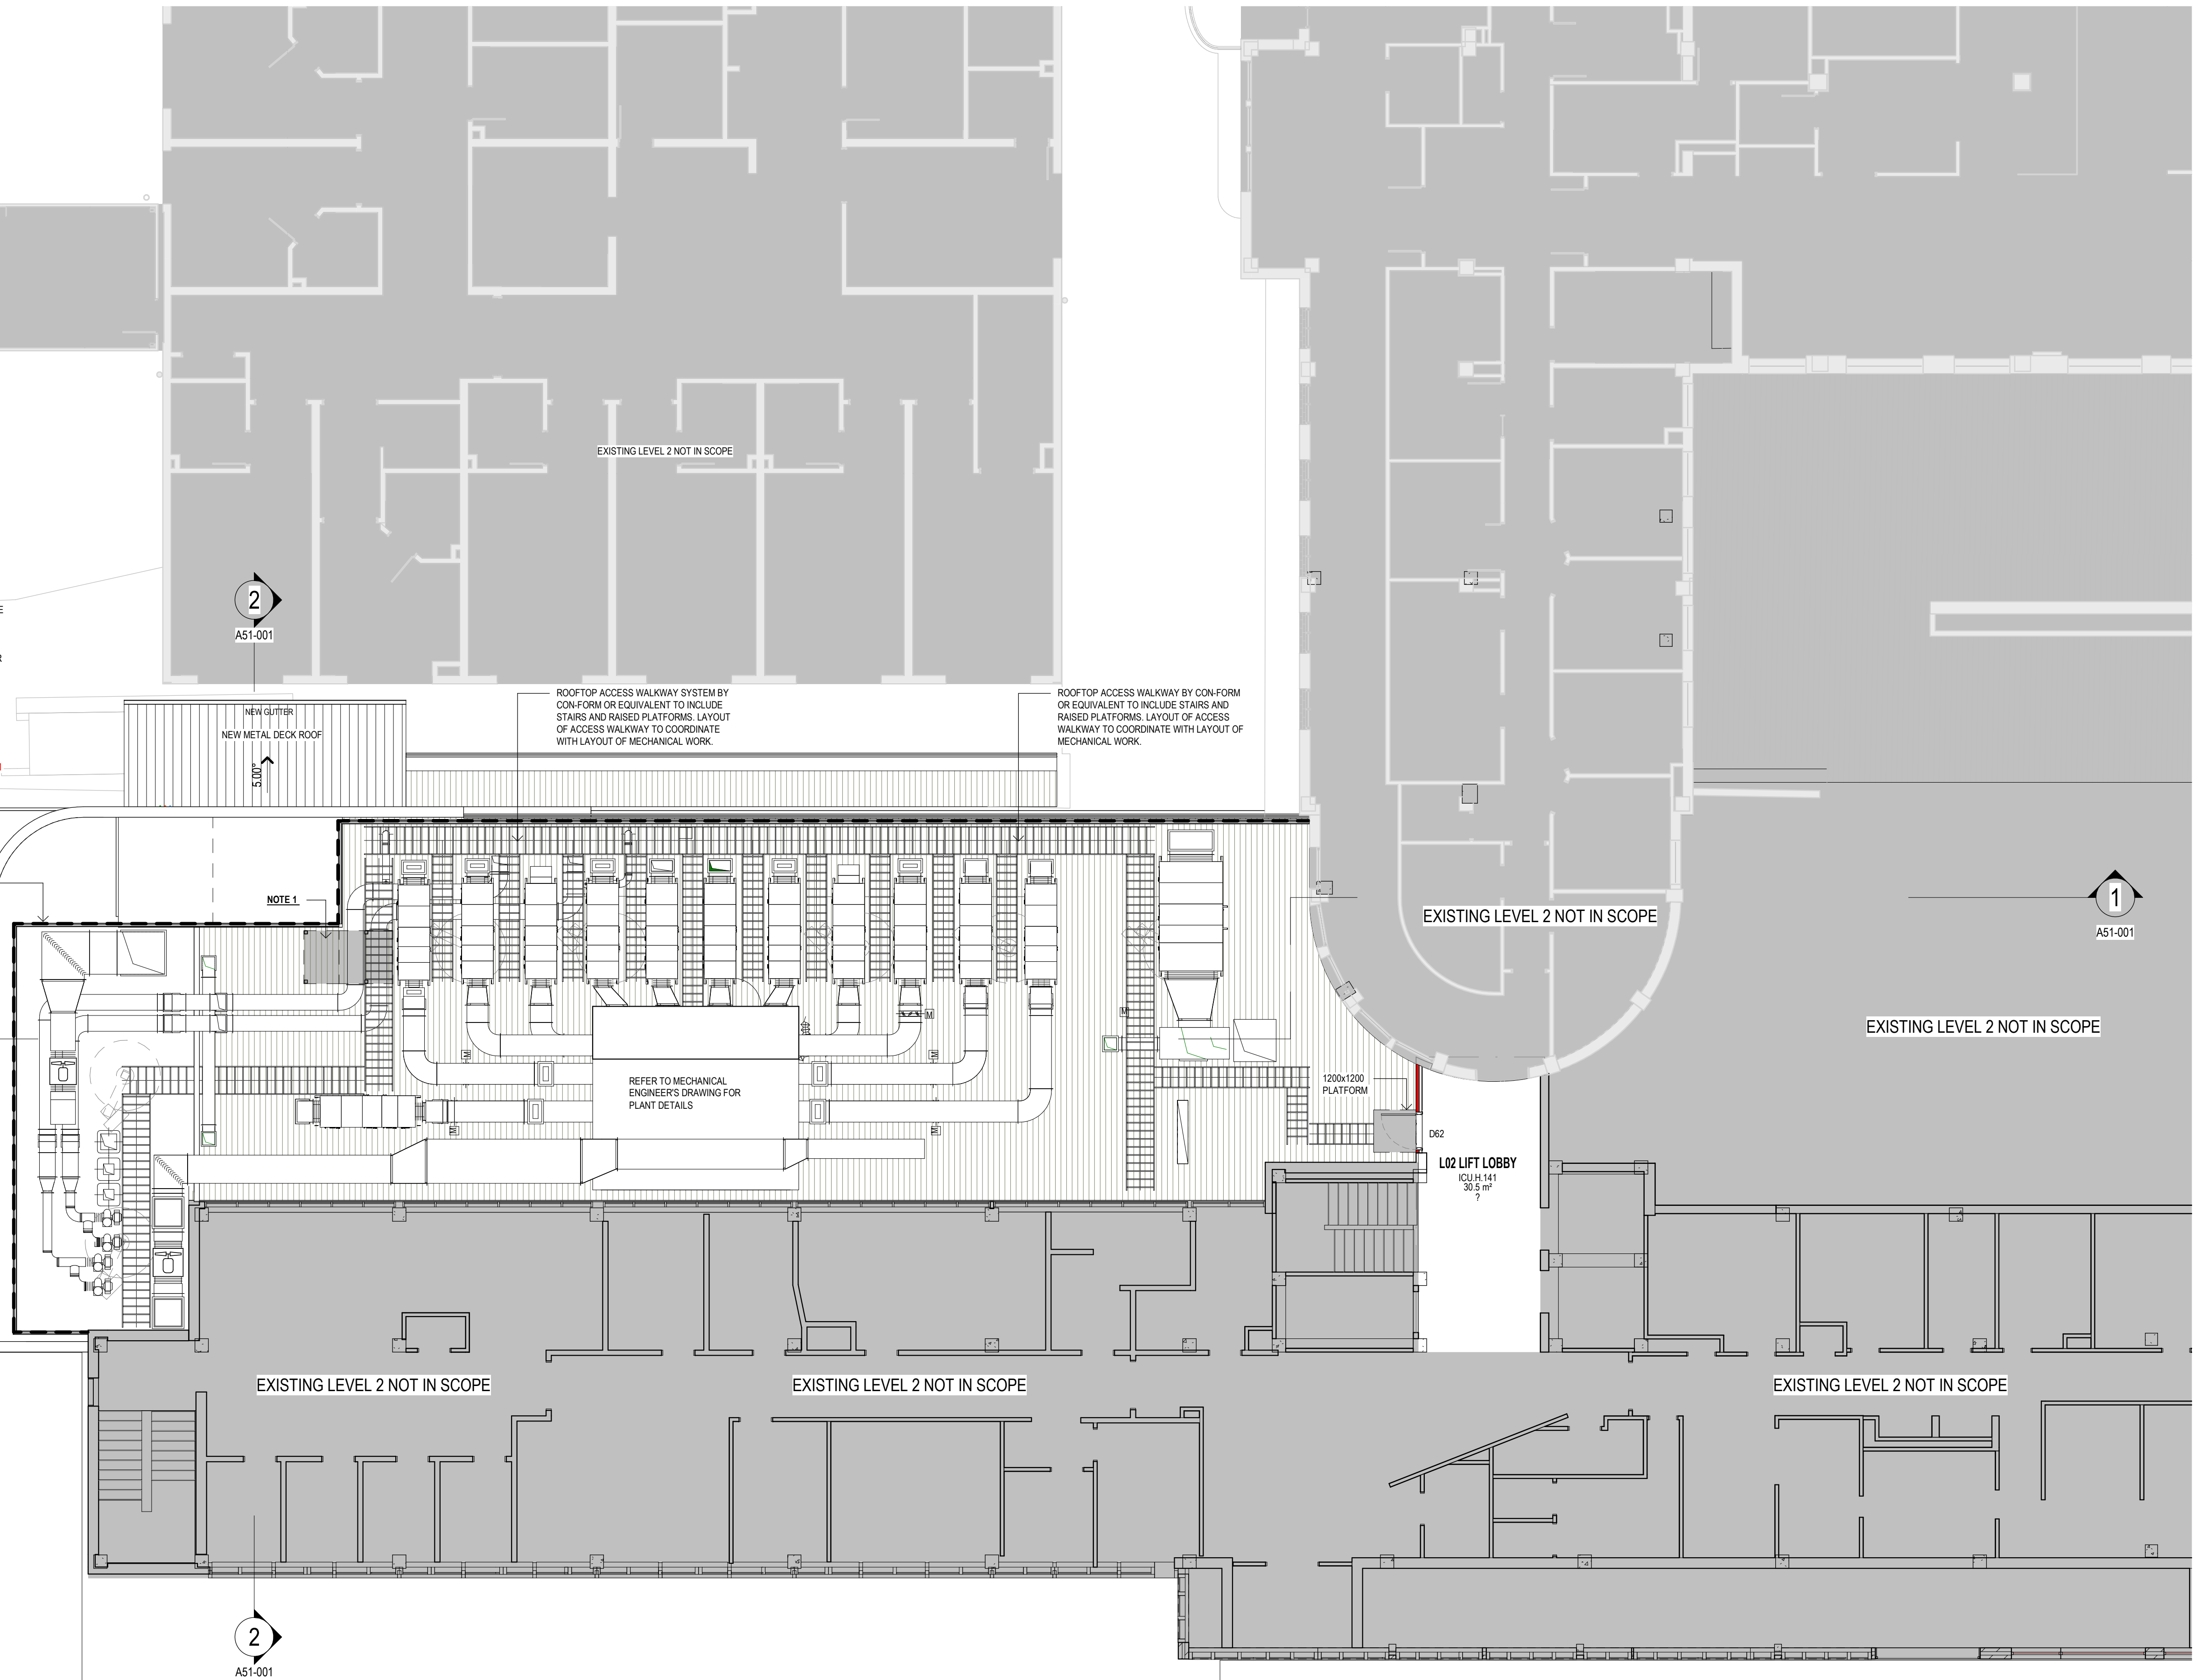 EXISTING LEVEL 2 NOT IN SCOPE
2
A51-001
E
R
ROOFTOP ACCESS WALKWAY SYSTEM BY
CON-FORM OR EQUIVALENT TO INCLUDE
STAIRS AND RAISED PLATFORMS. LAYOUT
OF ACCESS WALKWAY TO COORDINATE
WITH LAYOUT OF MECHANICAL WORK.
ROOFTOP ACCESS WALKWAY BY CON-FORM
OR EQUIVALENT TO INCLUDE STAIRS AND
RAISED PLATFORMS. LAYOUT OF ACCESS
WALKWAY TO COORDINATE WITH LAYOUT OF
MECHANICAL WORK.
NEW GUTTER
NEW METAL DECK ROOF
5.00°
NOTE 1
EXISTING LEVEL 2 NOT IN SCOPE
1
A51-001
EXISTING LEVEL 2 NOT IN SCOPE
M
M
M
M
M
M
REFER TO MECHANICAL
ENGINEER'S DRAWING FOR
PLANT DETAILS
1200x1200
PLATFORM
D62
L02 LIFT LOBBY
ICU.H.141
30.5 m²
?
EXISTING LEVEL 2 NOT IN SCOPE
EXISTING LEVEL 2 NOT IN SCOPE
EXISTING LEVEL 2 NOT IN SCOPE
2
A51-001